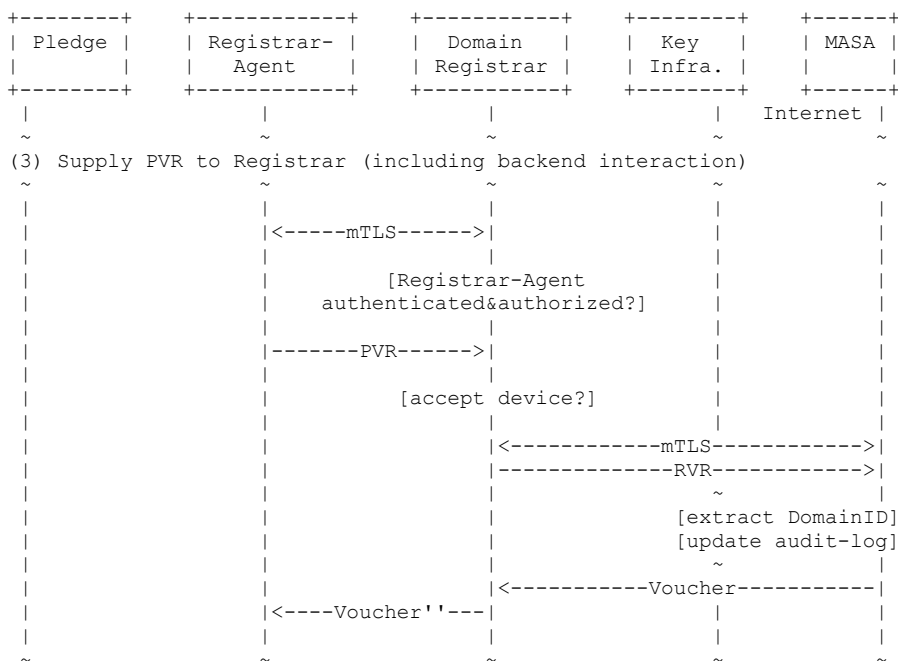 Pledge Registrar- Domain Key MASA
Agent Registrar Infra.
Internet
(3) Supply PVR to Registrar (including backend interaction)
mTLS
[Registrar-Agent
authenticated&authorized?]
PVR
[accept device?]
mTLS
RVR
[extract DomainID]
[update audit-log]
Voucher
Voucher''